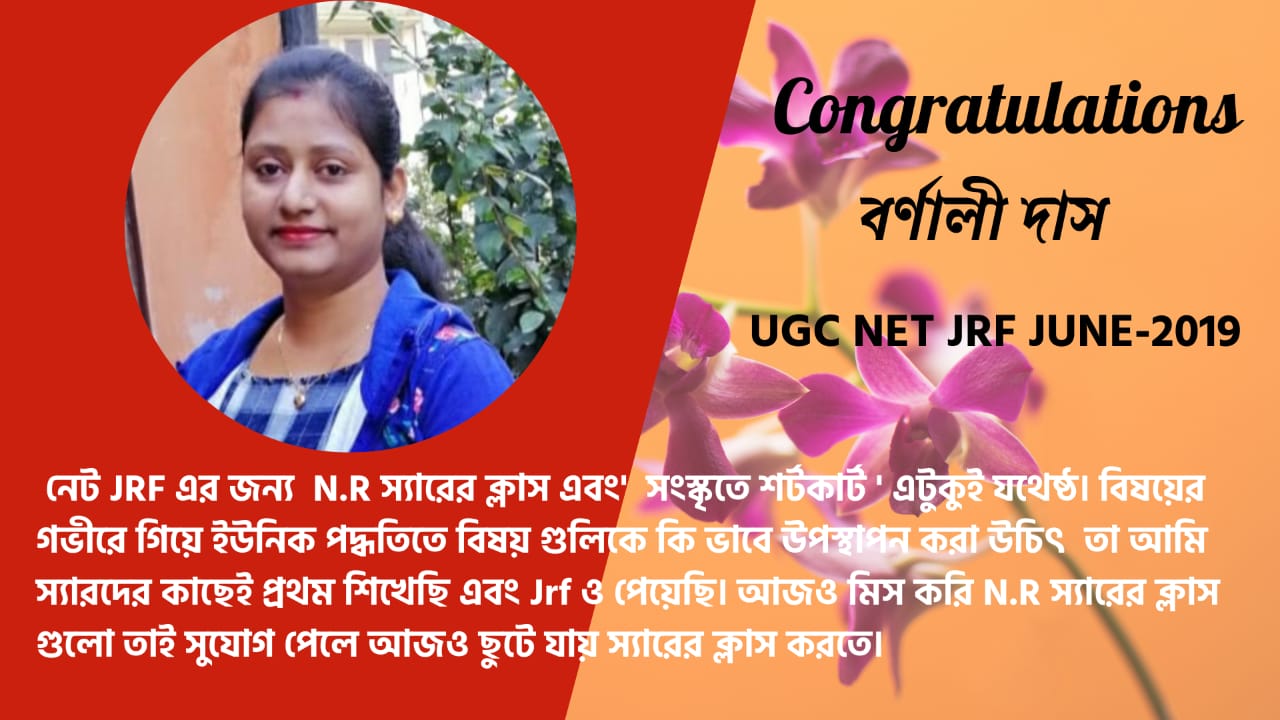 Congratulations
বর্ণালী দাস
UGC NET JRF JUNE-2019
নেট JRF এর জন্য N.R স্যারের ক্লাস এবং' সংস্কৃতে শর্টকার্ট ' এটুকুই যথেষ্ঠ। বিষয়ের
গভীরে গিয়ে ইউনিক পদ্ধতিতে বিষয় গুলিকে কি ভাবে উপস্থাপন করা উচিৎ তা আমি
স্যারদের কাছেই প্রথম শিখেছি এবং Jrf ও পেয়েছি। আজও মিস করি N.R স্যারের ক্লাস
গুলো তাই সুযোগ পেলে আজও ছুটে যায় স্যারের ক্লাস করতে।